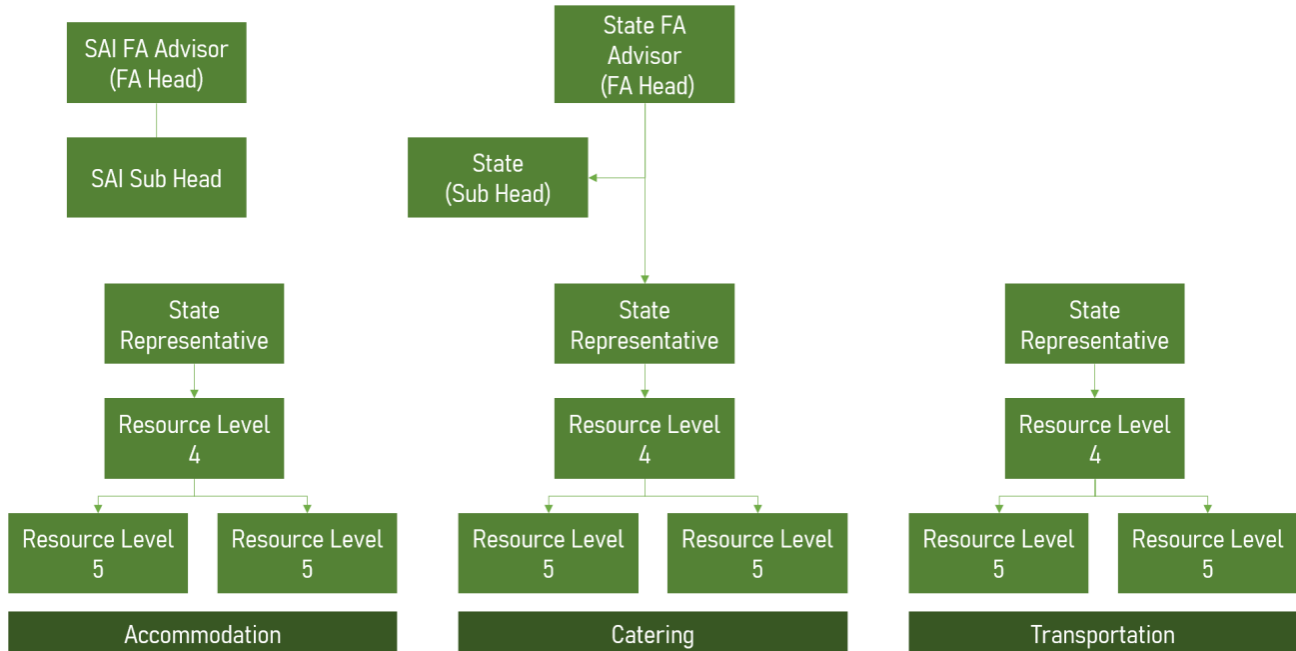 SAI FA Advisor
(FA Head)
State FA
Advisor
(FA Head)
SAI Sub Head
State
(Sub Head)
State
Representative
State
Representative
State
Representative
Resource Level
4
Resource Level
4
Resource Level
4
Resource Level
5
Resource Level
5
Resource Level
5
Resource Level
5
Resource Level
5
Resource Level
5
Accommodation
Catering
Transportation